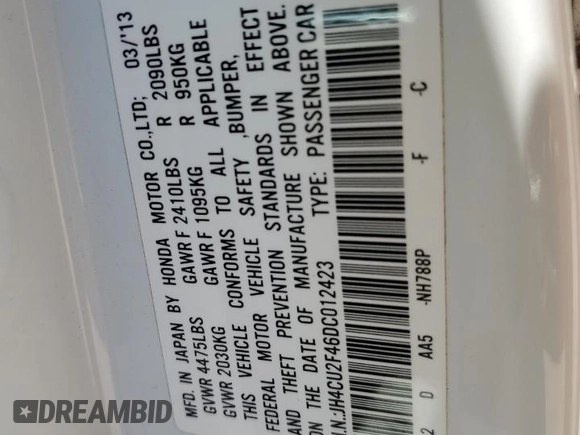 MFD. IN JAPAN BY HONDA MOTOR CO.,LTD; 03/'13
GVWR 4475LBS GAWR F 2410LBS R 2090LBS
GVWR 2030KG GAWR F 1095KG R 950KG
THIS VEHICLE CONFORMS TO ALL APPLICABLE
FEDERAL MOTOR VEHICLE SAFETY ,BUMPER,
AND THEFT PREVENTION STANDARDS IN EFFECT
ON THE DATE OF MANUFACTURE SHOWN ABOVE.
I.N.:JH4CU2F46DC012423 TYPE: PASSENGER CAR
2 D AA5 -NH788P -F -C
DREAMBID